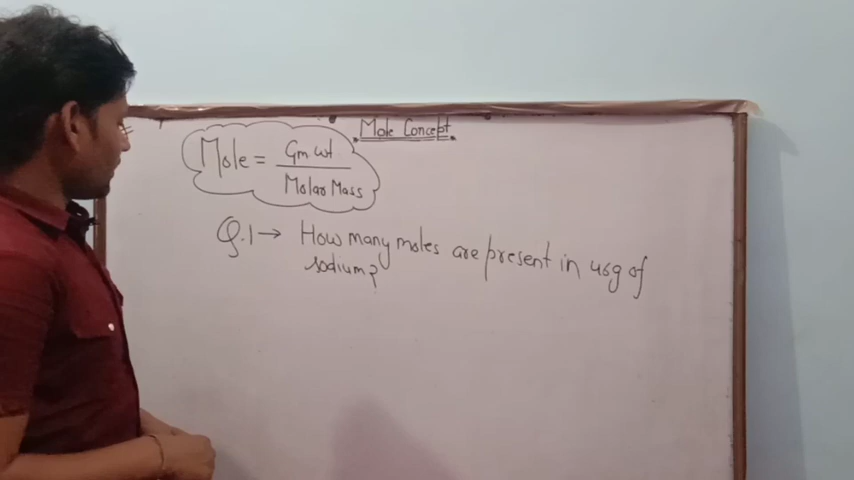 Mole Concept
Mole = Gm wt
Molar Mass
Q.1 → How many moles are present in 46g of
sodium?